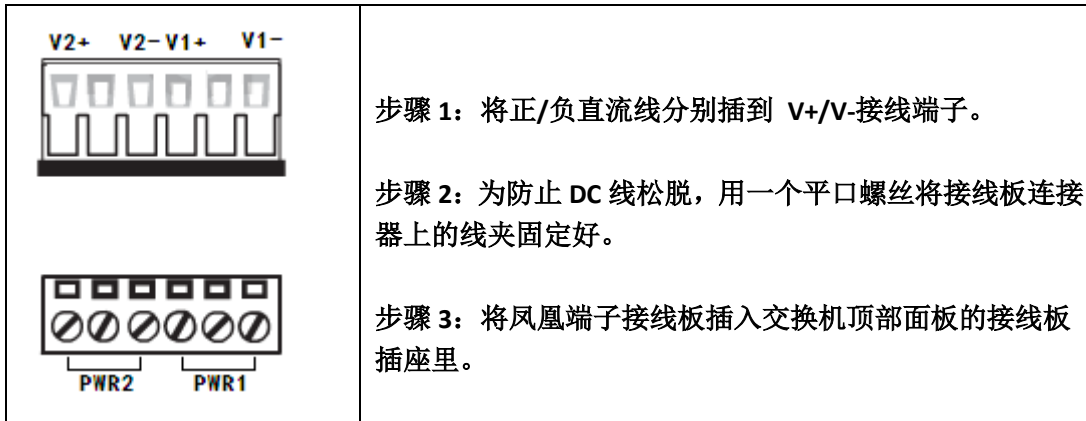 V2+ V2- V1+ V1-
PWR2 PWR1
步骤 1：将正/负直流线分别插到 V+/V-接线端子。
步骤 2：为防止 DC 线松脱，用一个平口螺丝将接线板连接
器上的线夹固定好。
步骤 3：将凤凰端子接线板插入交换机顶部面板的接线板
插座里。